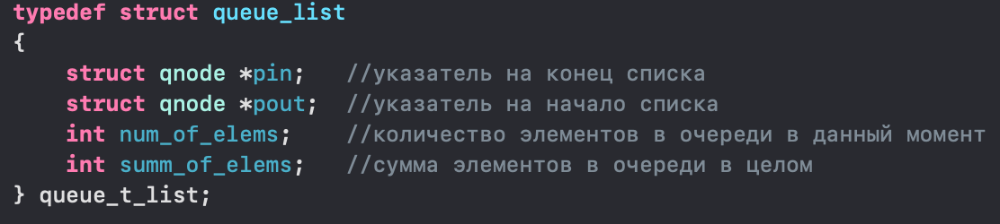 typedef struct queue_list
{
    struct qnode *pin;   //указатель на конец списка
    struct qnode *pout;  //указатель на начало списка
    int num_of_elems;    //количество элементов в очереди в данный момент
    int summ_of_elems;   //сумма элементов в очереди в целом
} queue_t_list;